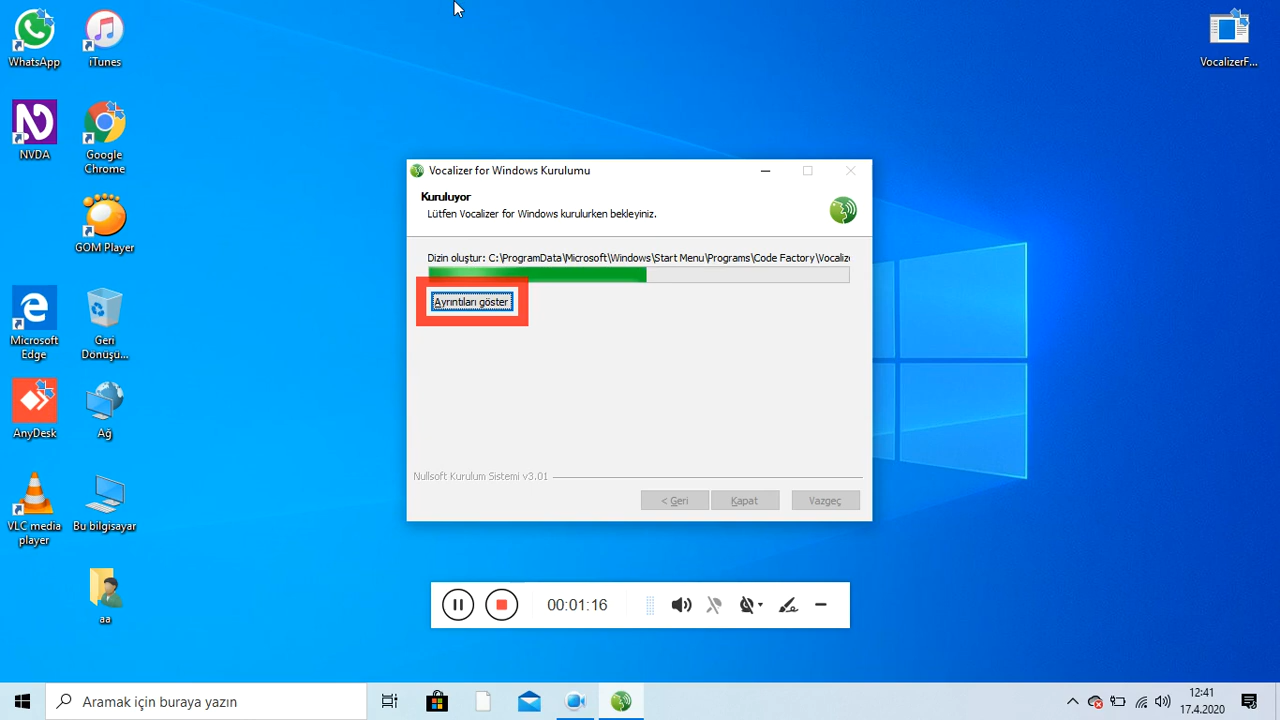 WhatsApp
iTunes
VocalizerF...
NVDA
Google
Chrome
GOM Player
Microsoft
Edge
Geri
Dönüşü...
AnyDesk
Ağ
VLC media
player
Bu bilgisayar
aa
Vocalizer for Windows Kurulumu
Kuruluyor
Lütfen Vocalizer for Windows kurulurken bekleyiniz.
Dizin oluştur: C:\ProgramData\Microsoft\Windows\Start Menu\Programs\Code Factory\Vocalize
Ayrıntıları göster
Nullsoft Kurulum Sistemi v3.01
< Geri
Kapat
Vazgeç
00:01:16
Aramak için buraya yazın
12:41
17.4.2020